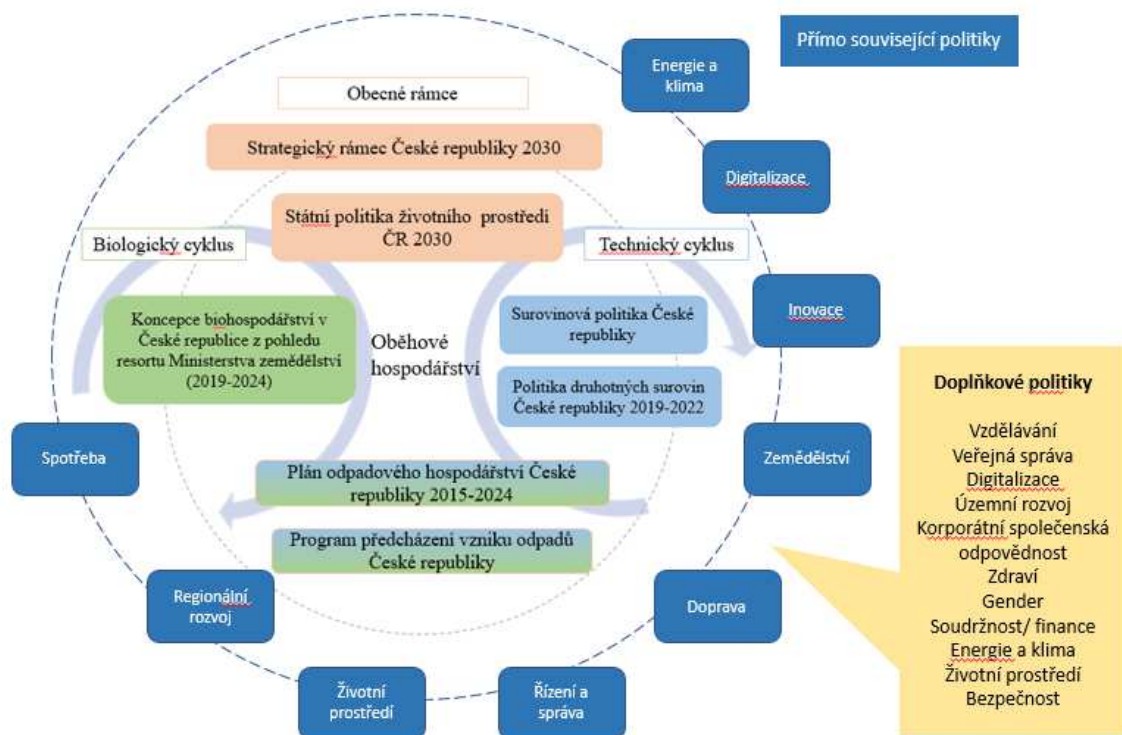 Přímo související politiky
Energie a
klima
Obecné rámce
Strategický rámec České republiky 2030
Digitalizace
Státní politika životního prostředí
ČR 2030
Biologický cyklus
Technický cyklus
Inovace
Koncepce biohospodářství v
České republice z pohledu
resortu Ministerstva zemědělství
(2019-2024)
Oběhové
hospodářství
Surovinová politika České
republiky
Politika druhotných surovin
České republiky 2019-2022
Spotřeba
Zemědělství
Plán odpadového hospodářství České
republiky 2015-2024
Program předcházení vzniku odpadů
České republiky
Regionální
rozvoj
Doprava
Životní
prostředí
Řízení a
správa
Doplňkové politiky
Vzdělávání
Veřejná správa
Digitalizace
Územní rozvoj
Korporátní společenská
odpovědnost
Zdraví
Gender
Soudržnost/ finance
Energie a klima
Životní prostředí
Bezpečnost